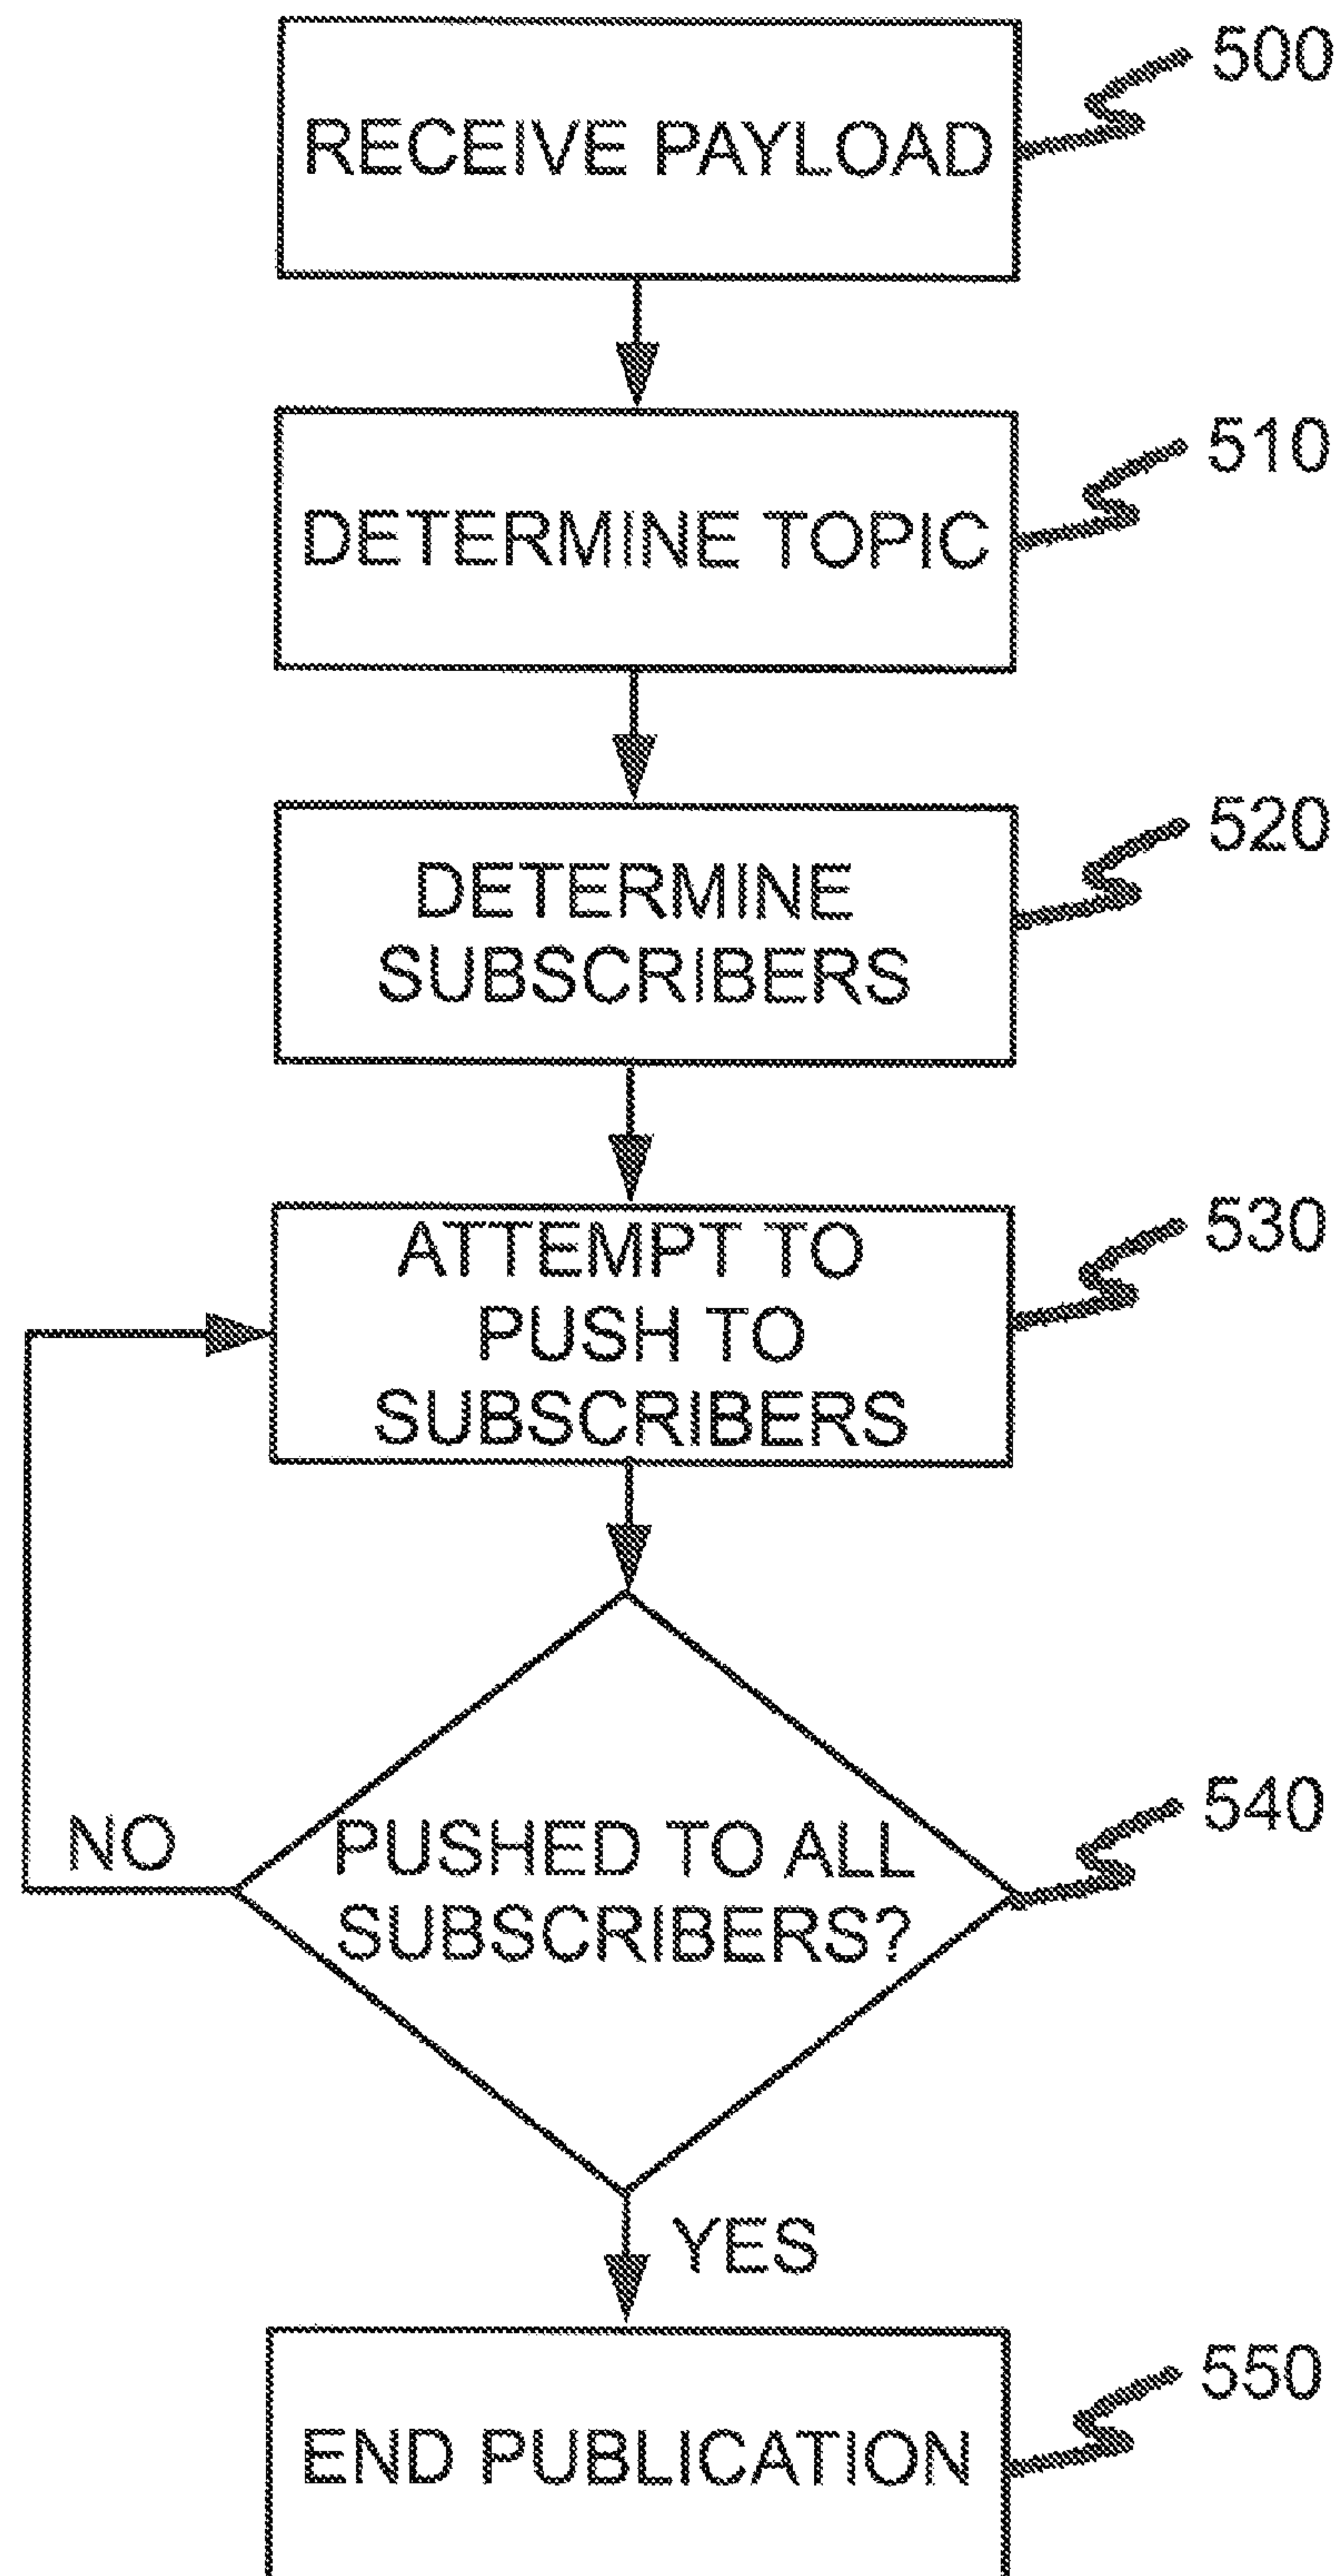 500
RECEIVE PAYLOAD
510
DETERMINE TOPIC
520
DETERMINE
SUBSCRIBERS
530
ATTEMPT TO
PUSH TO
SUBSCRIBERS
540
NO
PUSHED TO ALL
SUBSCRIBERS?
YES
550
END PUBLICATION